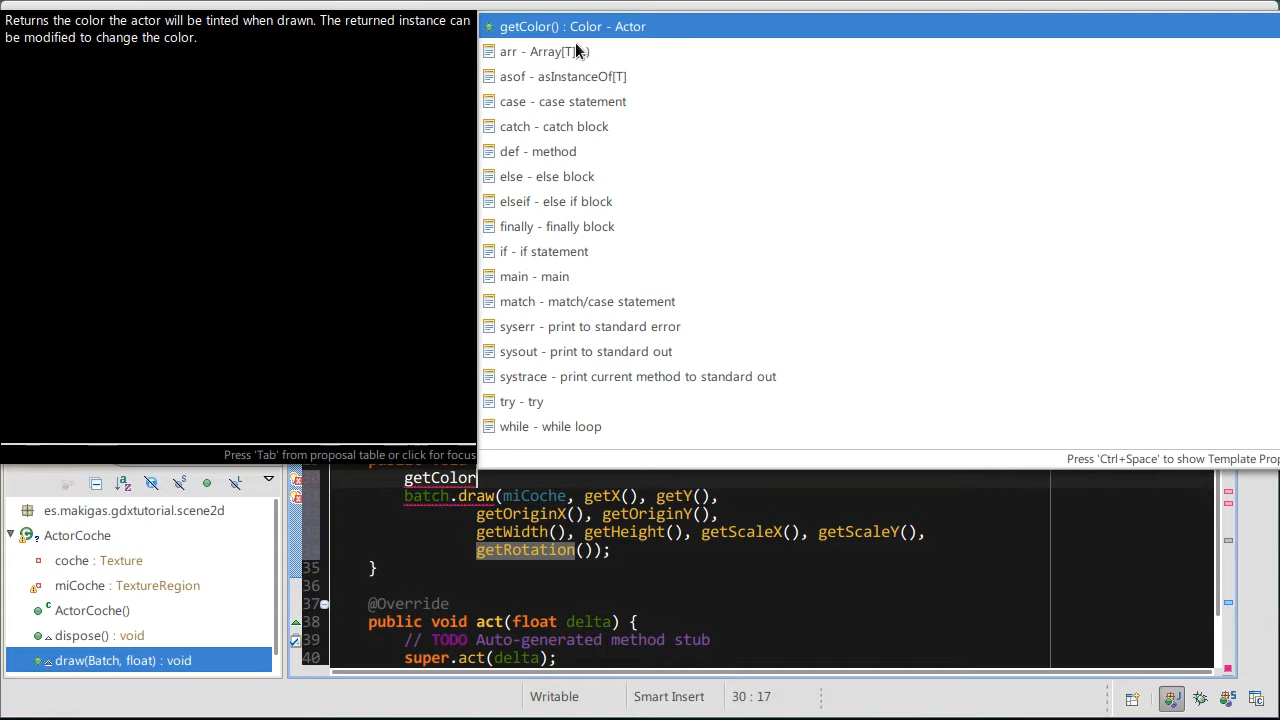 Returns the color the actor will be tinted when drawn. The returned instance can
be modified to change the color.
Press 'Tab' from proposal table or click for focus
getColor() : Color - Actor
arr - Array[T](..)
asof - asInstanceOf[T]
case - case statement
catch - catch block
def - method
else - else block
elseif - else if block
finally - finally block
if - if statement
main - main
match - match/case statement
syserr - print to standard error
sysout - print to standard out
systrace - print current method to standard out
try - try
while - while loop
Press 'Ctrl+Space' to show Template Prop
es.makigas.gdxtutorial.scene2d
ActorCoche
coche : Texture
miCoche : TextureRegion
ActorCoche()
dispose() : void
draw(Batch, float) : void
getColor
batch.draw(miCoche, getX(), getY(),
getOriginX(), getOriginY(),
getWidth(), getHeight(), getScaleX(), getScaleY(),
getRotation());
35 }
36
37 @Override
38 public void act(float delta) {
39 // TODO Auto-generated method stub
40 super.act(delta);
Writable
Smart Insert
30 : 17